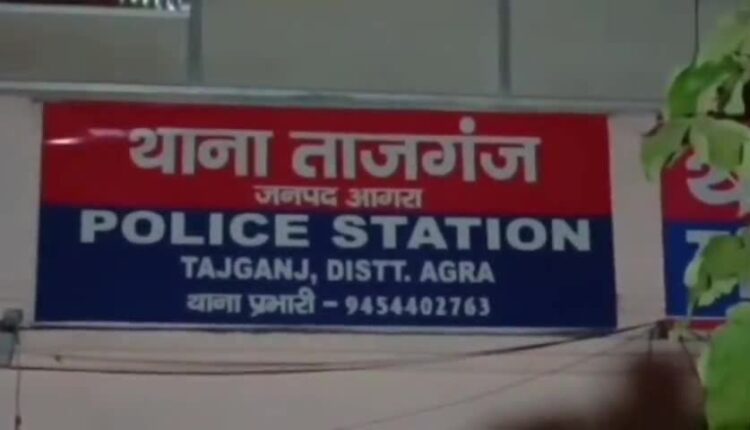 थाना ताजगंज
जनपद आगरा
POLICE STATION
TAJGANJ, DISTT. AGRA
थाना प्रभारी - 9454402763